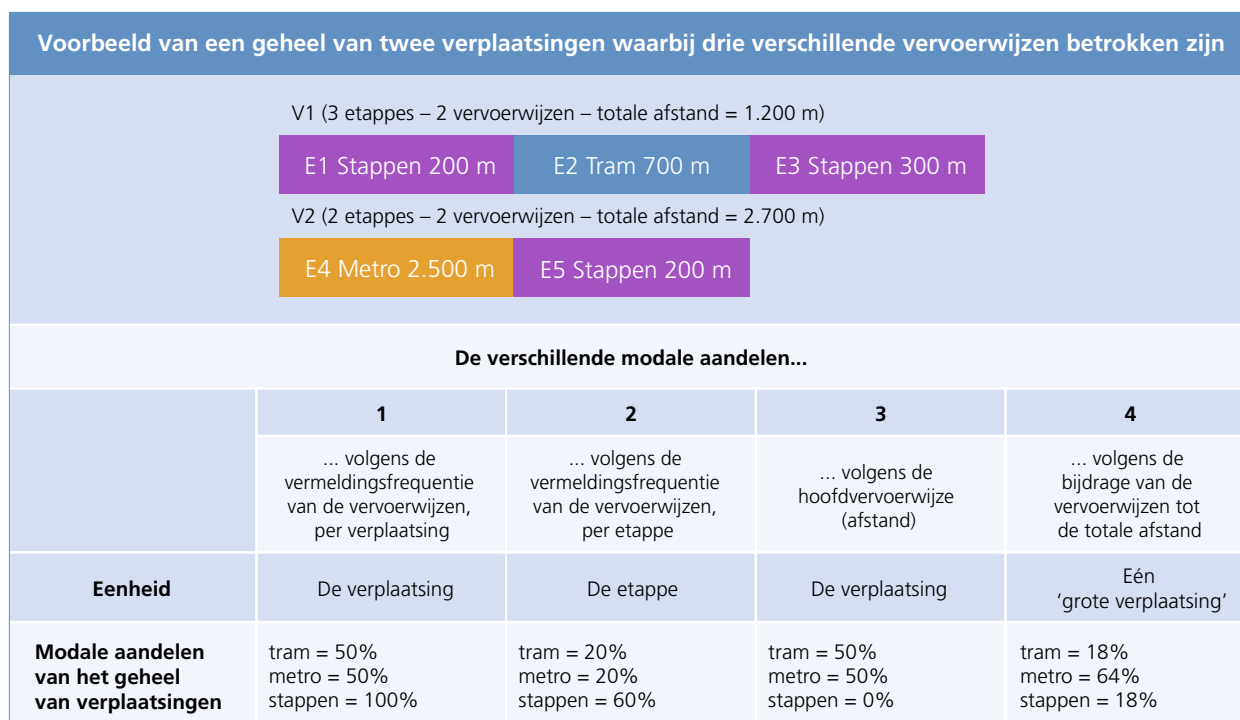 Voorbeeld van een geheel van twee verplaatsingen waarbij drie verschillende vervoerwijzen betrokken zijn
V1 (3 etappes – 2 vervoerwijzen – totale afstand = 1.200 m)
E1 Stappen 200 m E2 Tram 700 m E3 Stappen 300 m
V2 (2 etappes – 2 vervoerwijzen – totale afstand = 2.700 m)
E4 Metro 2.500 m E5 Stappen 200 m
De verschillende modale aandelen...
1 2 3 4
... volgens de
vermeldingsfrequentie
van de vervoerwijzen,
per verplaatsing
... volgens de
vermeldingsfrequentie
van de vervoerwijzen,
per etappe
... volgens de
hoofdvervoerwijze
(afstand)
... volgens de
bijdrage van de
vervoerwijzen tot
de totale afstand
Eenheid
De verplaatsing
De etappe
De verplaatsing
Eén
‘grote verplaatsing’
Modale aandelen
van het geheel
van verplaatsingen
tram = 50%
metro = 50%
stappen = 100%
tram = 20%
metro = 20%
stappen = 60%
tram = 50%
metro = 50%
stappen = 0%
tram = 18%
metro = 64%
stappen = 18%